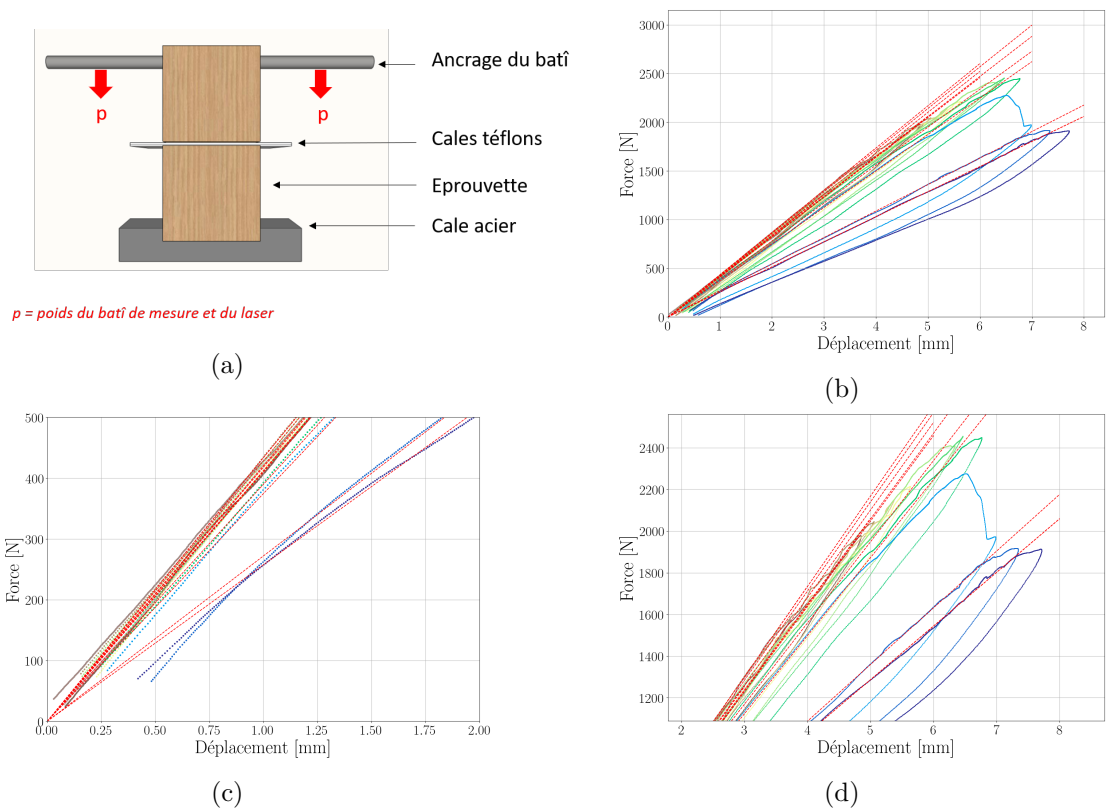 Ancrage du batî
p
p
Cales téflons
Eprouvette
Cale acier
p = poids du batî de mesure et du laser
(a)
3000
2500
2000
1500
1000
500
0
Force [N]
0 1 2 3 4 5 6 7 8
Déplacement [mm]
(b)
500
400
300
200
100
0
Force [N]
0.00 0.25 0.50 0.75 1.00 1.25 1.50 1.75 2.00
Déplacement [mm]
(c)
2400
2200
2000
1800
1600
1400
1200
Force [N]
2 3 4 5 6 7 8
Déplacement [mm]
(d)